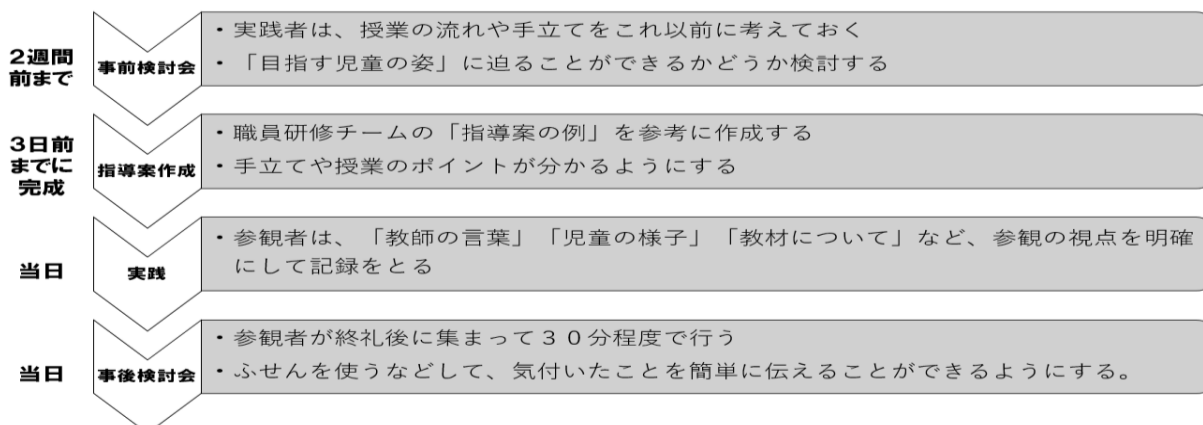 2週間
前まで
事前検討会
・実践者は、授業の流れや手立てをこれ以前に考えておく
・「目指す児童の姿」に迫ることができるかどうか検討する
3日前
までに
完成
指導案作成
・職員研修チームの「指導案の例」を参考に作成する
・手立てや授業のポイントが分かるようにする
当日
実践
・参観者は、「教師の言葉」「児童の様子」「教材について」など、参観の視点を明確
にして記録をとる
当日
事後検討会
・参観者が終礼後に集まって３０分程度で行う
・ふせんを使うなどして、気付いたことを簡単に伝えることができるようにする。